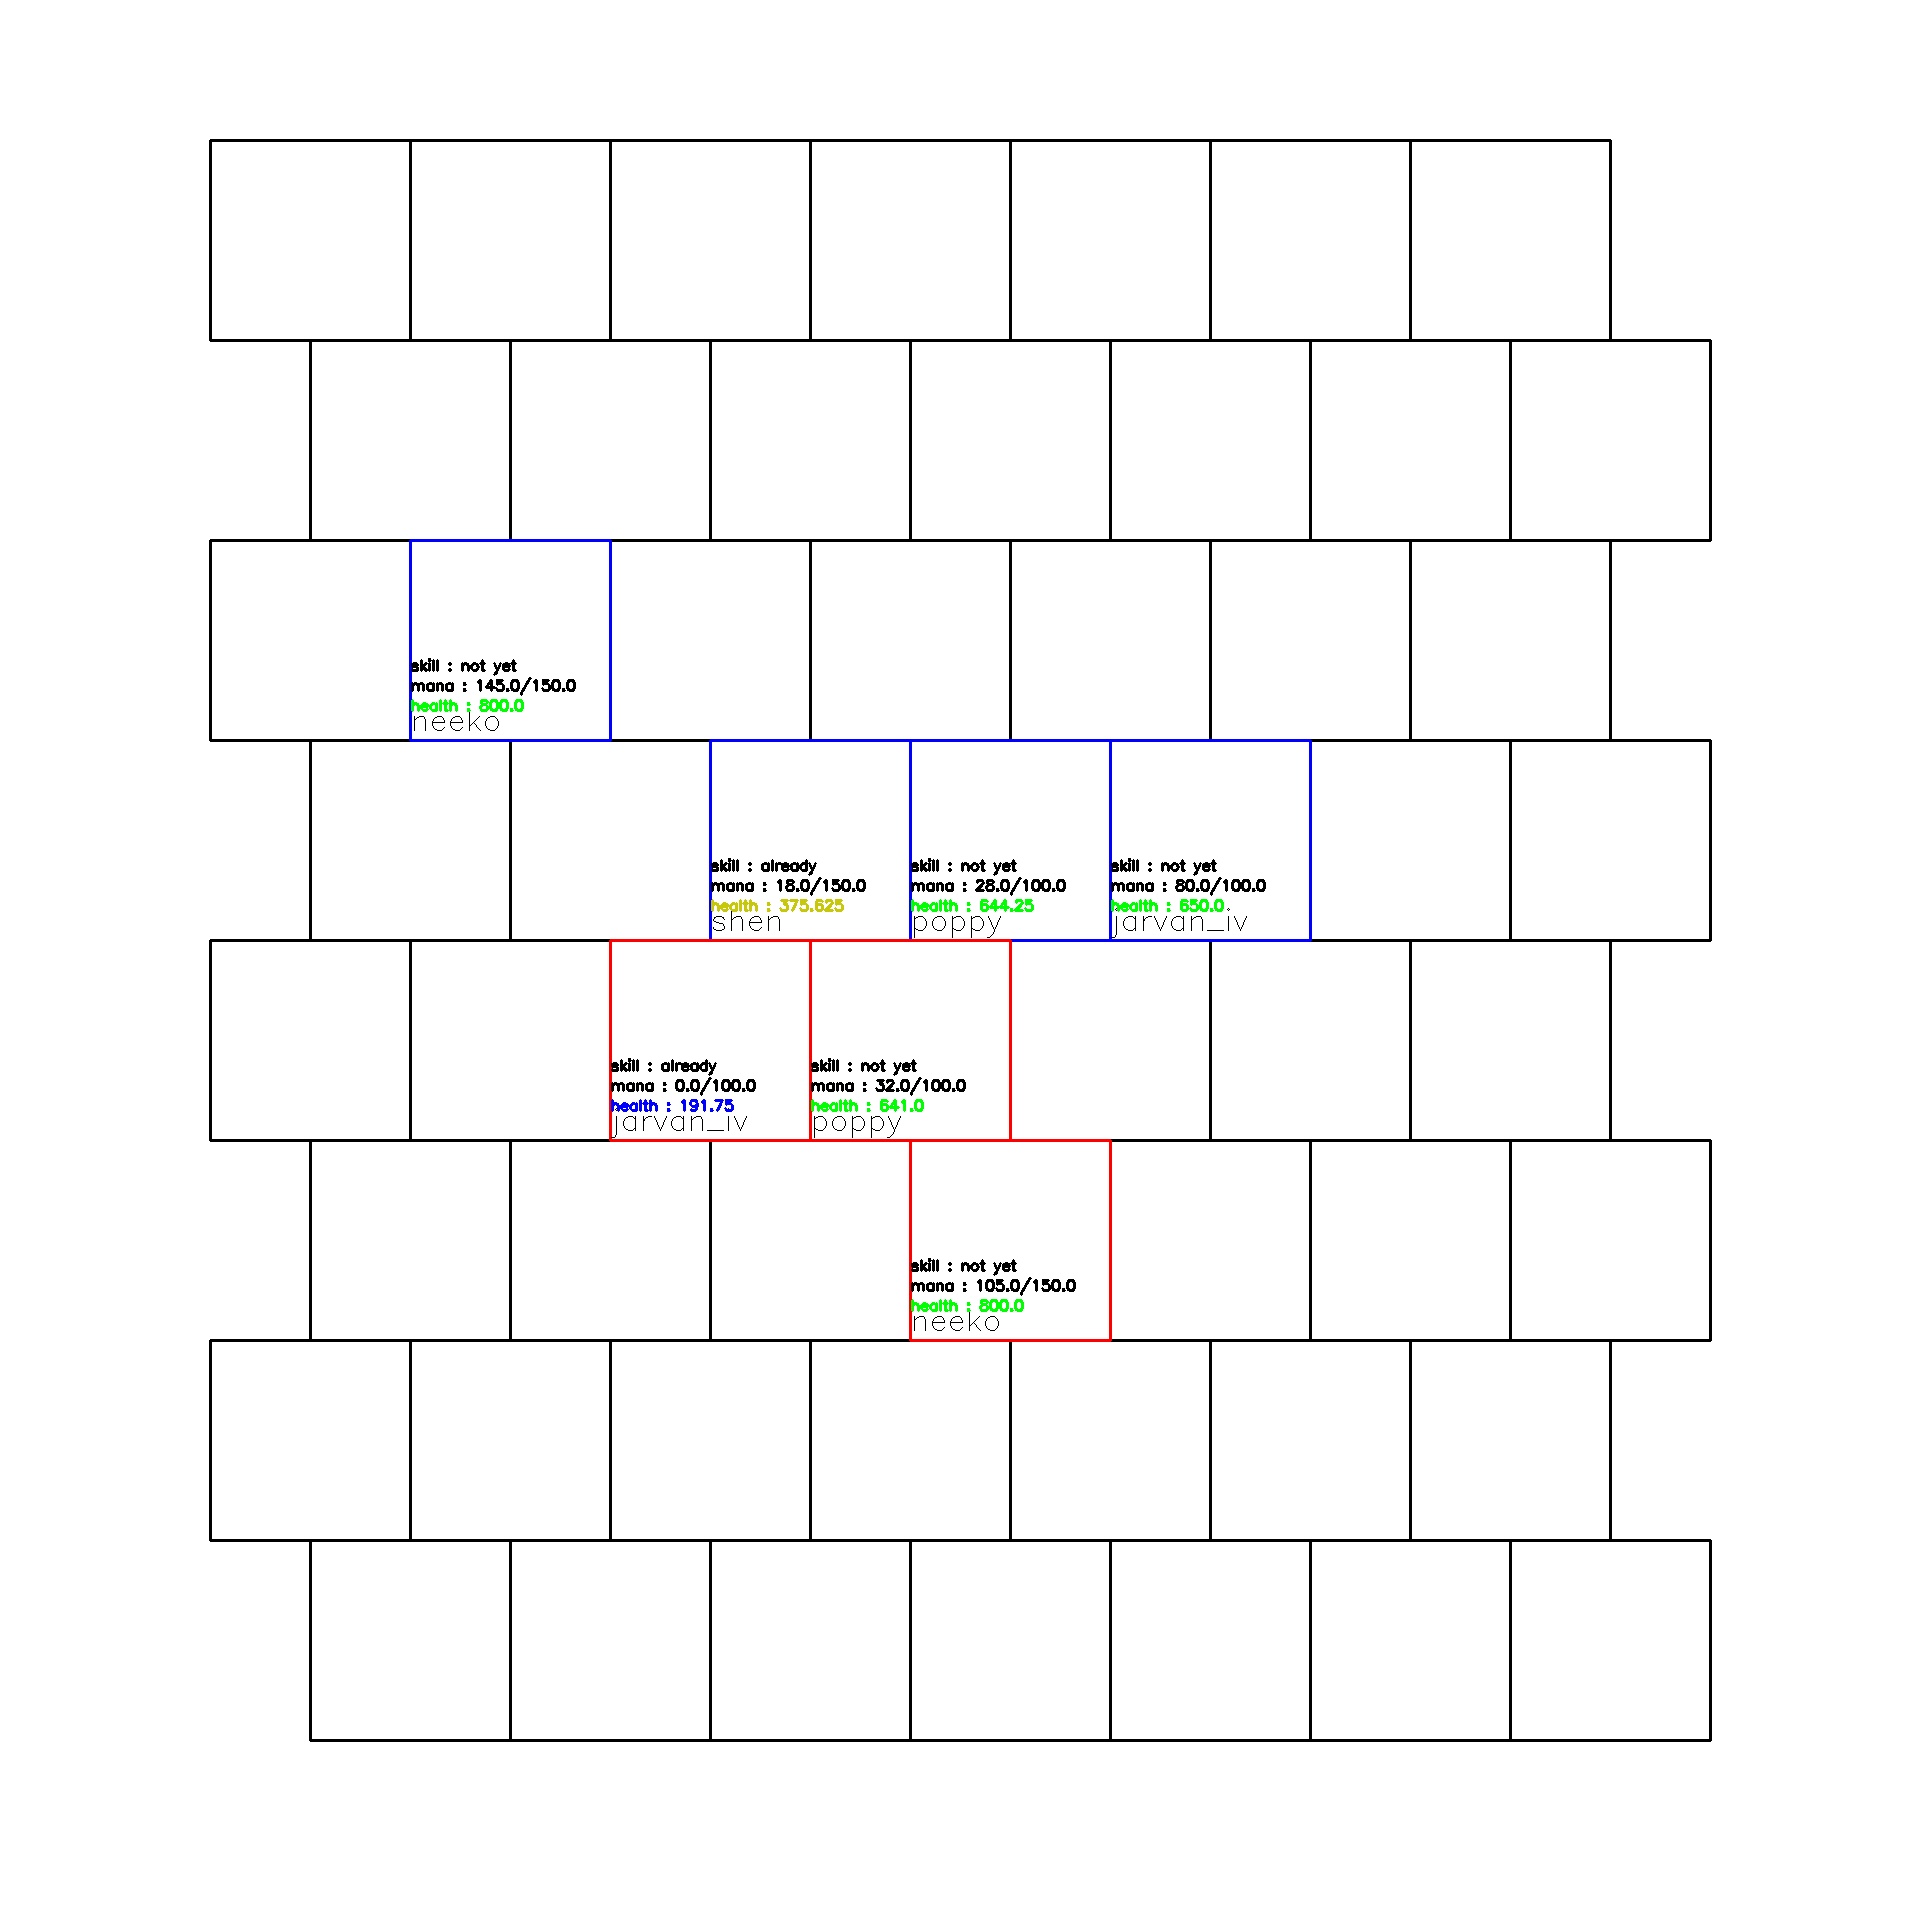 skill : not yet
mana : 145.0/150.0
health : 800.0
neeko
skill : already
mana : 18.0/150.0
health : 375.625
shen
skill : not yet
mana : 28.0/100.0
health : 644.25
poppy
skill : not yet
mana : 80.0/100.0
health : 650.0
jarvan_iv
skill : already
mana : 0.0/100.0
health : 191.75
jarvan_iv
skill : not yet
mana : 32.0/100.0
health : 641.0
poppy
skill : not yet
mana : 105.0/150.0
health : 800.0
neeko